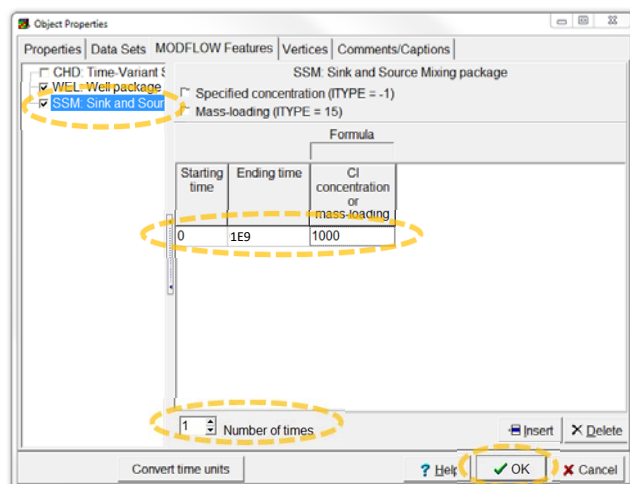 Object Properties
Properties Data Sets MODFLOW Features Vertices Comments/Captions
CHD: Time-Variant S
WEL: Well package
SSM: Sink and Sour
SSM: Sink and Source Mixing package
Specified concentration (ITYPE = -1)
Mass-loading (ITYPE = 15)
Formula
Starting time
Ending time
Cl concentration or mass-loading
0 1E9 1000
1 Number of times
Insert Delete
Convert time units
? Help OK Cancel